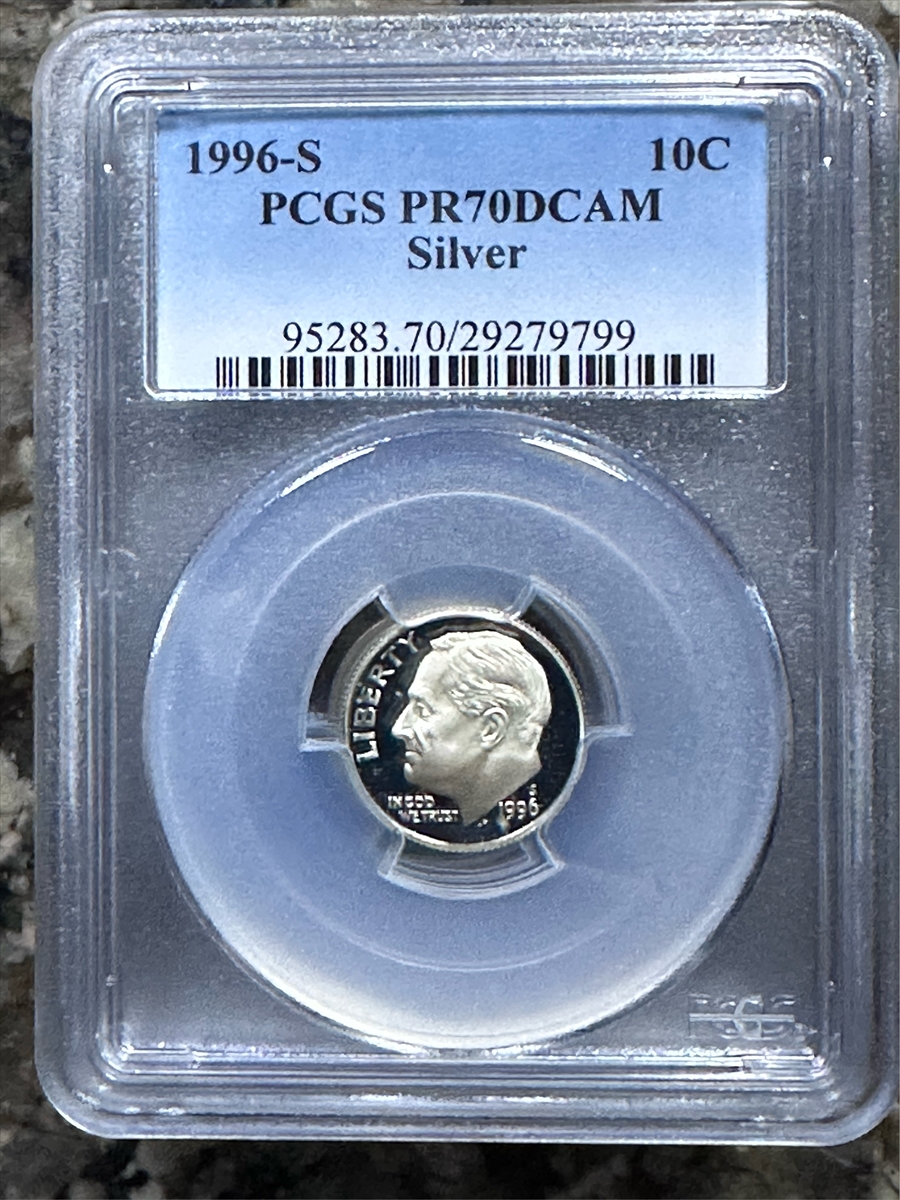 1996-S 10C
PCGS PR70DCAM
Silver
95283.70/29279799
LIBERTY
IN GOD
WE TRUST
S
1996
PCGS